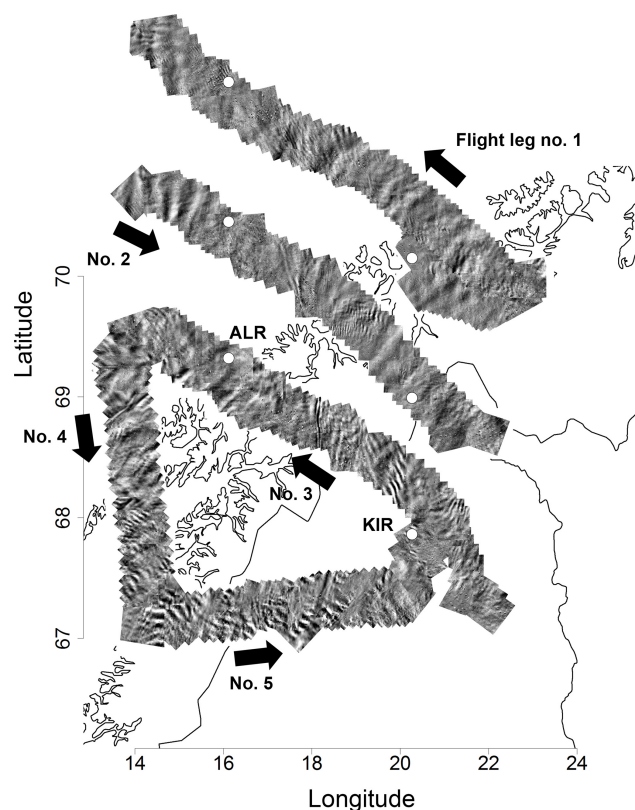 Flight leg no. 1
No. 2
70
ALR
Latitude
69
No. 4
No. 3
68
KIR
67
No. 5
14 16 18 20 22 24
Longitude